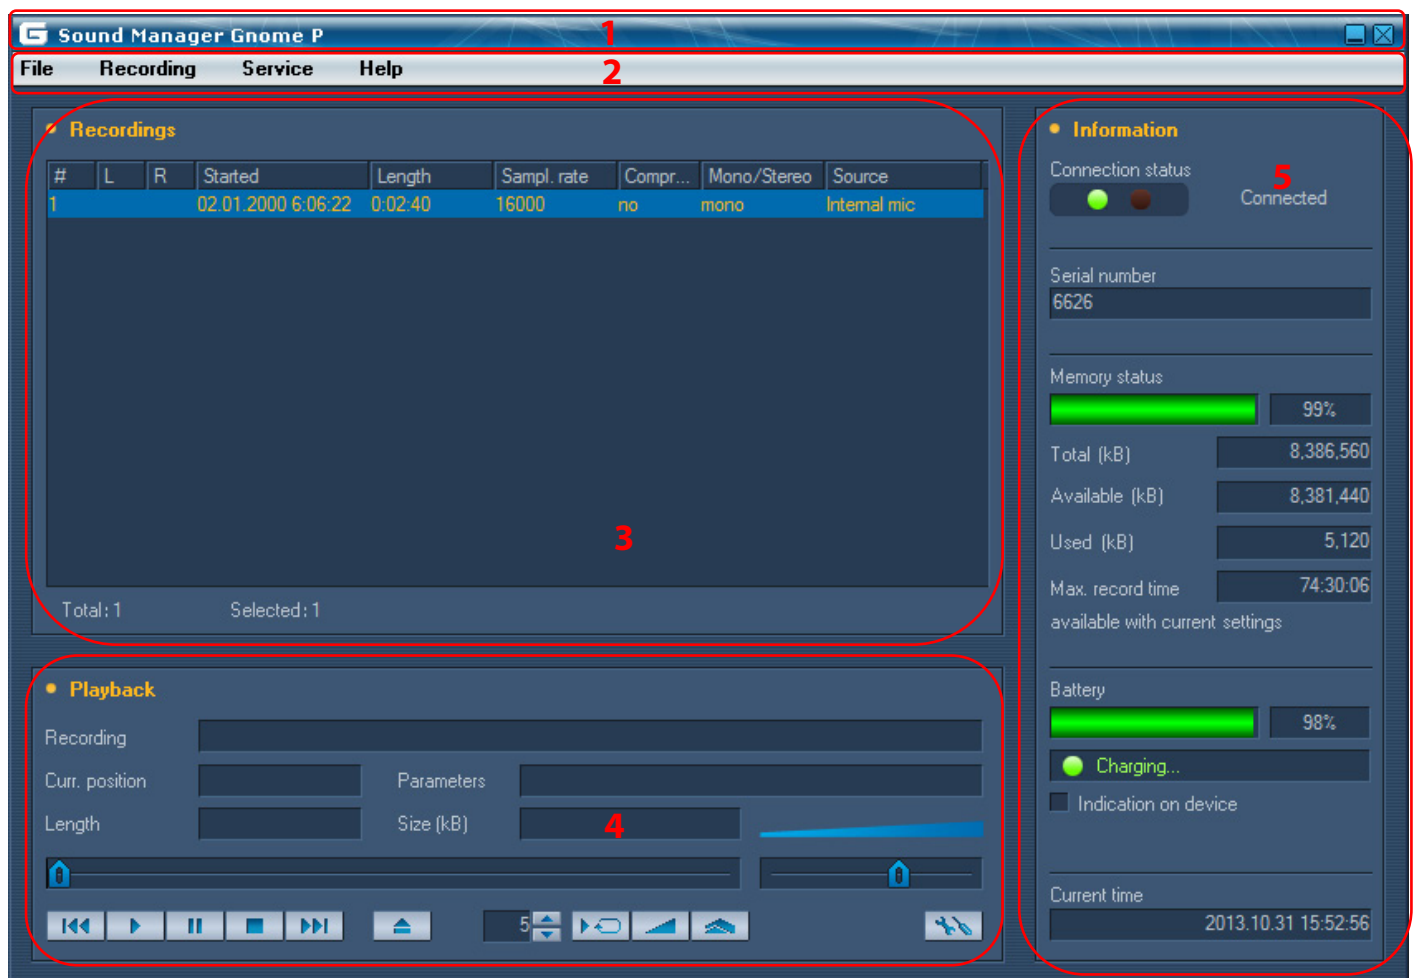 Sound Manager Gnome P
1
File Recording Service Help
2
Recordings
# L R Started Length Sampl. rate Compr... Mono/Stereo Source
1 02.01.2000 6:06:22 0:02:40 16000 no mono Internal mic
3
Total: 1 Selected: 1
Playback
Recording
Curr. position Parameters
Length Size (kB)
4
5
Information
Connection status
5
Connected
Serial number
6626
Memory status
99%
Total (kB) 8,386,560
Available (kB) 8,381,440
Used (kB) 5,120
Max. record time 74:30:06
available with current settings
Battery
98%
Charging...
Indication on device
Current time
2013.10.31 15:52:56